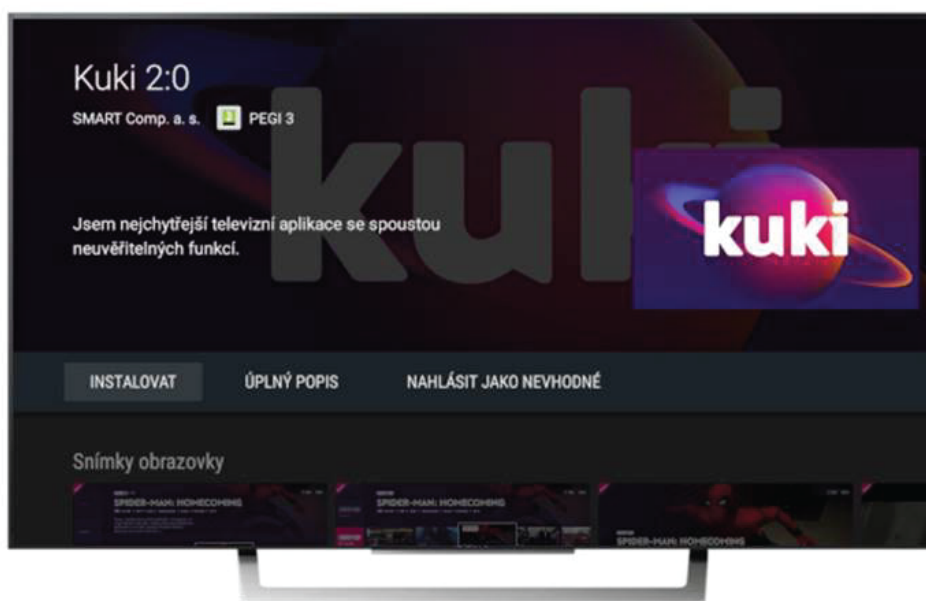 Kuki 2:0
SMART Comp. a. s. PEGI 3
kuki
kuki
Jsem nejchytřejší televizní aplikace se spoustou
neuvěřitelných funkcí.
INSTALOVAT ÚPLNÝ POPIS NAHLÁSIT JAKO NEVHODNÉ
Snímky obrazovky
SPIDER-MAN: HOMECOMING
SPIDER-MAN: HOMECOMING
SPIDER-MAN: HOMECOMING